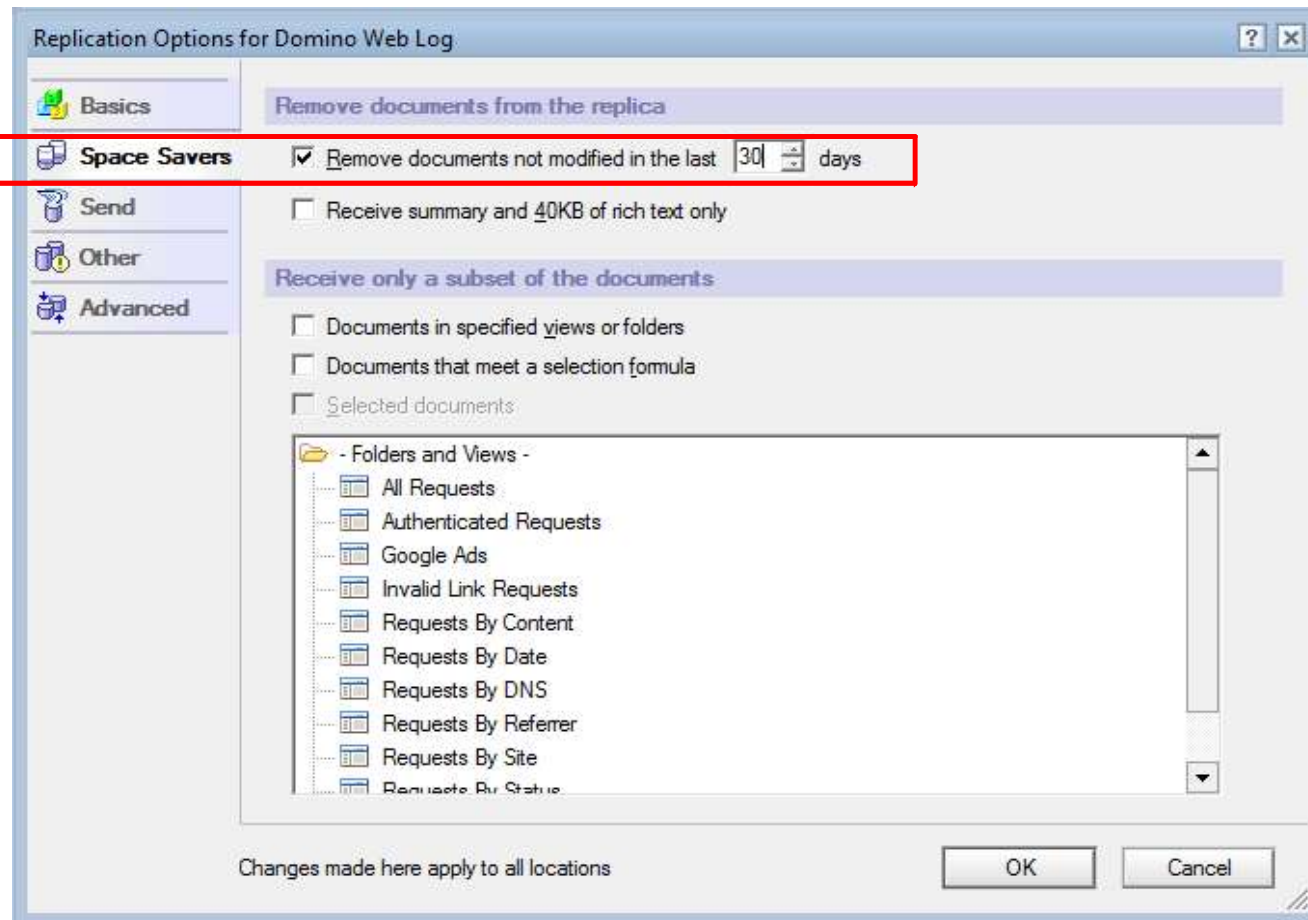 Replication Options for Domino Web Log
Basics
Space Savers
Send
Other
Advanced
Remove documents from the replica
Remove documents not modified in the last 30 days
Receive summary and 40KB of rich text only
Receive only a subset of the documents
Documents in specified views or folders
Documents that meet a selection formula
Selected documents
- Folders and Views -
All Requests
Authenticated Requests
Google Ads
Invalid Link Requests
Requests By Content
Requests By Date
Requests By DNS
Requests By Referrer
Requests By Site
Requests By Status
Changes made here apply to all locations
OK
Cancel